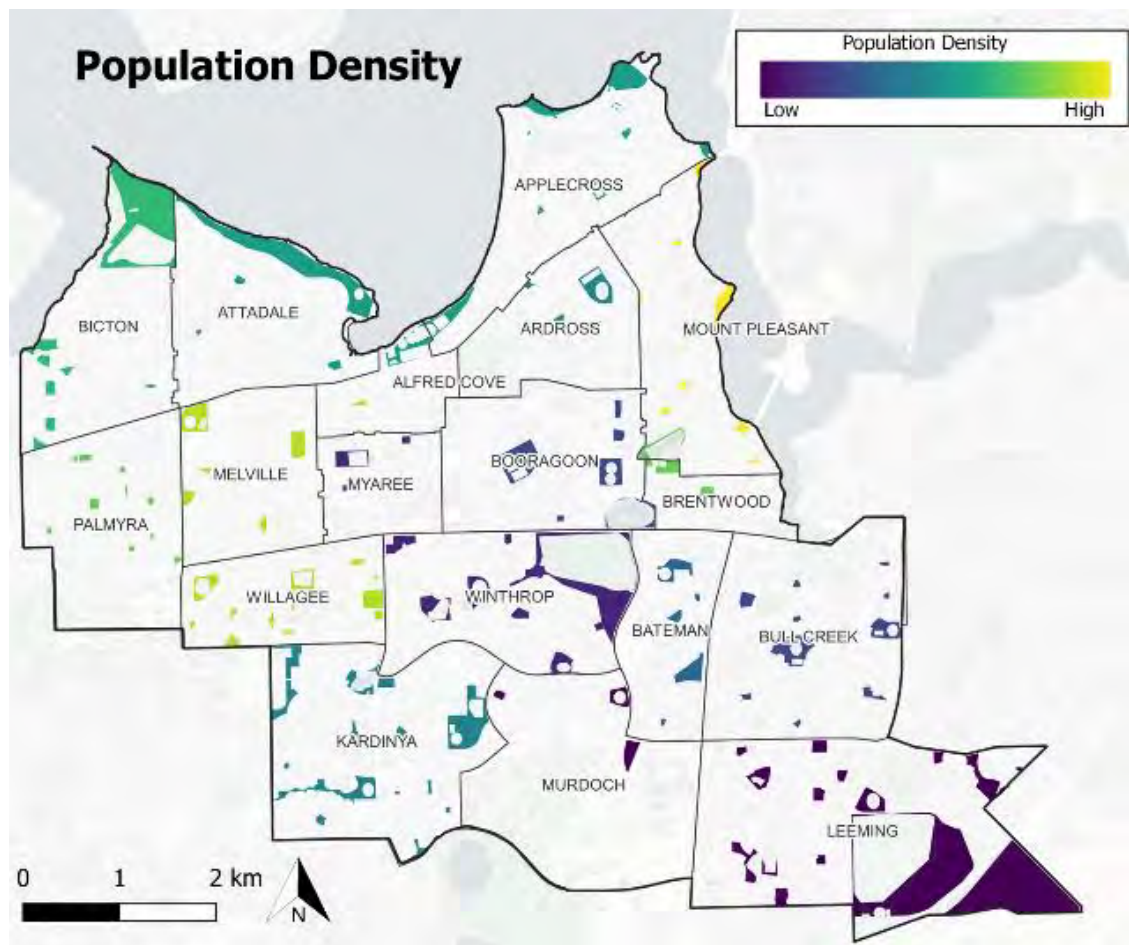 Population Density
Population Density
Low High
APPLECROSS
BICTON
ATTADALE
ARDROSS
MOUNT PLEASANT
ALFRED COVE
MELVILLE
MYAREE
BOORAGOON
BRENTWOOD
PALMYRA
WILLAGEE
WINTHROP
BATEMAN
BULL CREEK
KARDINYA
MURDOCH
LEEMING
0 1 2 km
N